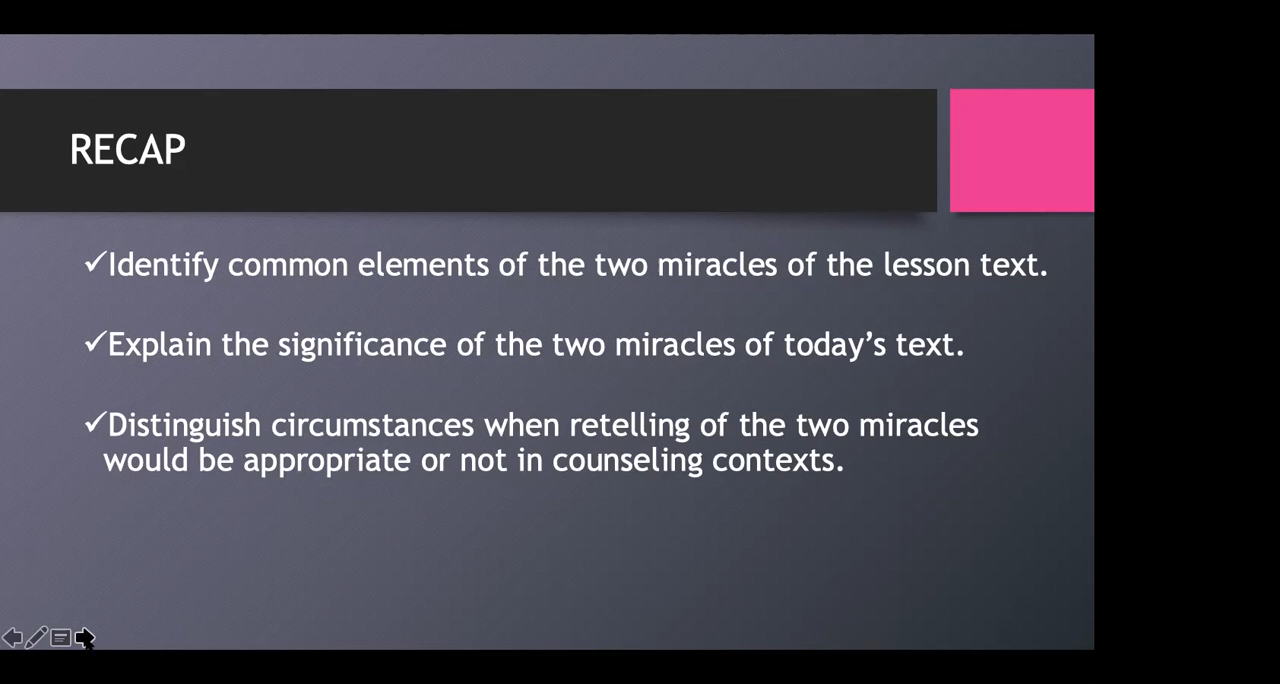 RECAP
✓Identify common elements of the two miracles of the lesson text.
✓Explain the significance of the two miracles of today’s text.
✓Distinguish circumstances when retelling of the two miracles
would be appropriate or not in counseling contexts.